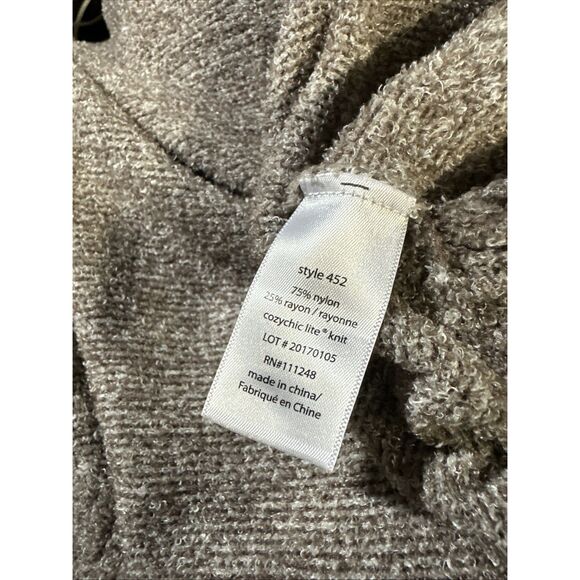 style 452
75% nylon
25% rayon / rayonne
cozychic lite® knit
LOT # 20170105
RN#111248
made in china/
Fabriqué en Chine